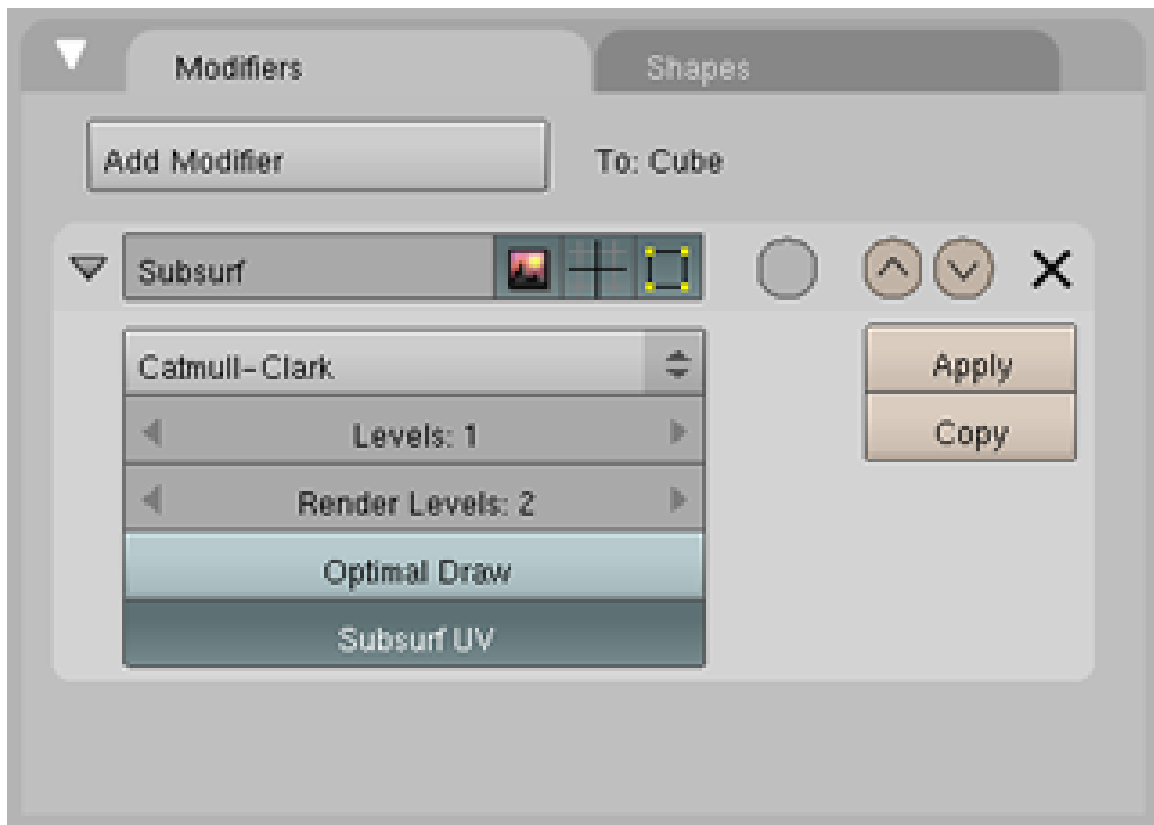 Modifiers
Shapes
Add Modifier
To: Cube
Subsurf
Catmull-Clark
Apply
Levels: 1
Copy
Render Levels: 2
Optimal Draw
Subsurf UV